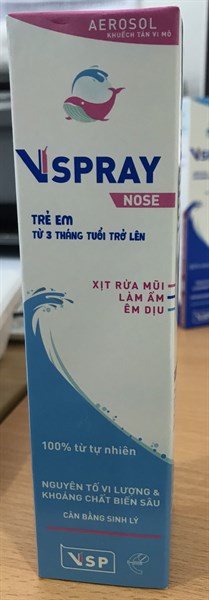 AEROSOL
KHUẾCH TÁN VI MÔ
VSPRAY
NOSE
TRẺ EM
TỪ 3 THÁNG TUỔI TRỞ LÊN
XỊT RỬA MŨI
LÀM ẨM
ÊM DỊU
100% từ tự nhiên
NGUYÊN TỐ VI LƯỢNG &
KHOÁNG CHẤT BIỂN SÂU
CÂN BẰNG SINH LÝ
VSP